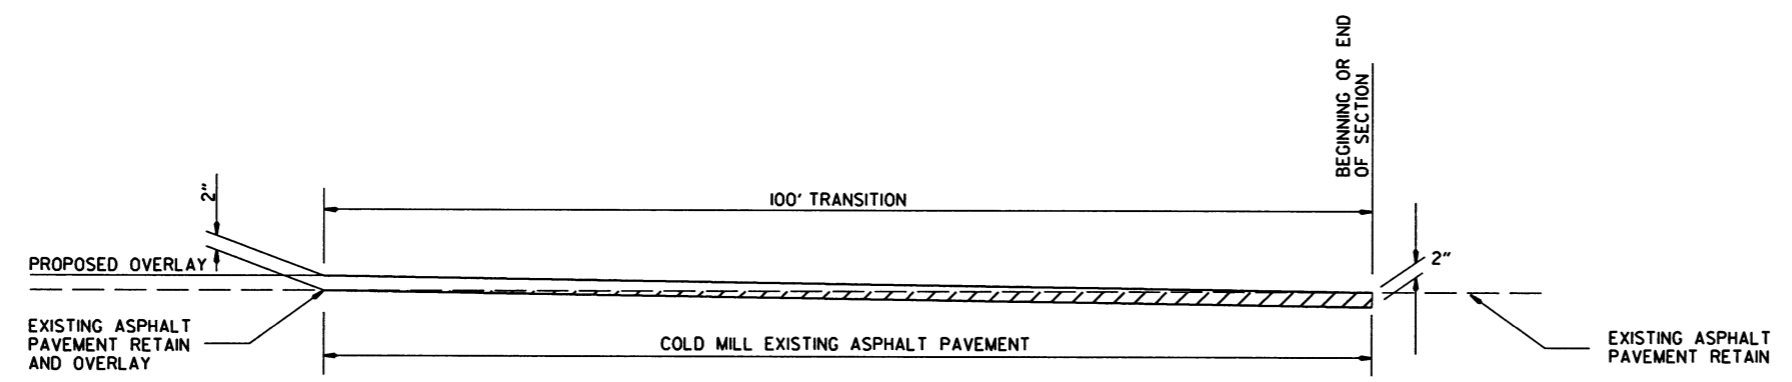 BEGINNING OR END
OF SECTION
2"
100' TRANSITION
PROPOSED OVERLAY
2"
EXISTING ASPHALT
PAVEMENT RETAIN
AND OVERLAY
COLD MILL EXISTING ASPHALT PAVEMENT
EXISTING ASPHALT
PAVEMENT RETAIN